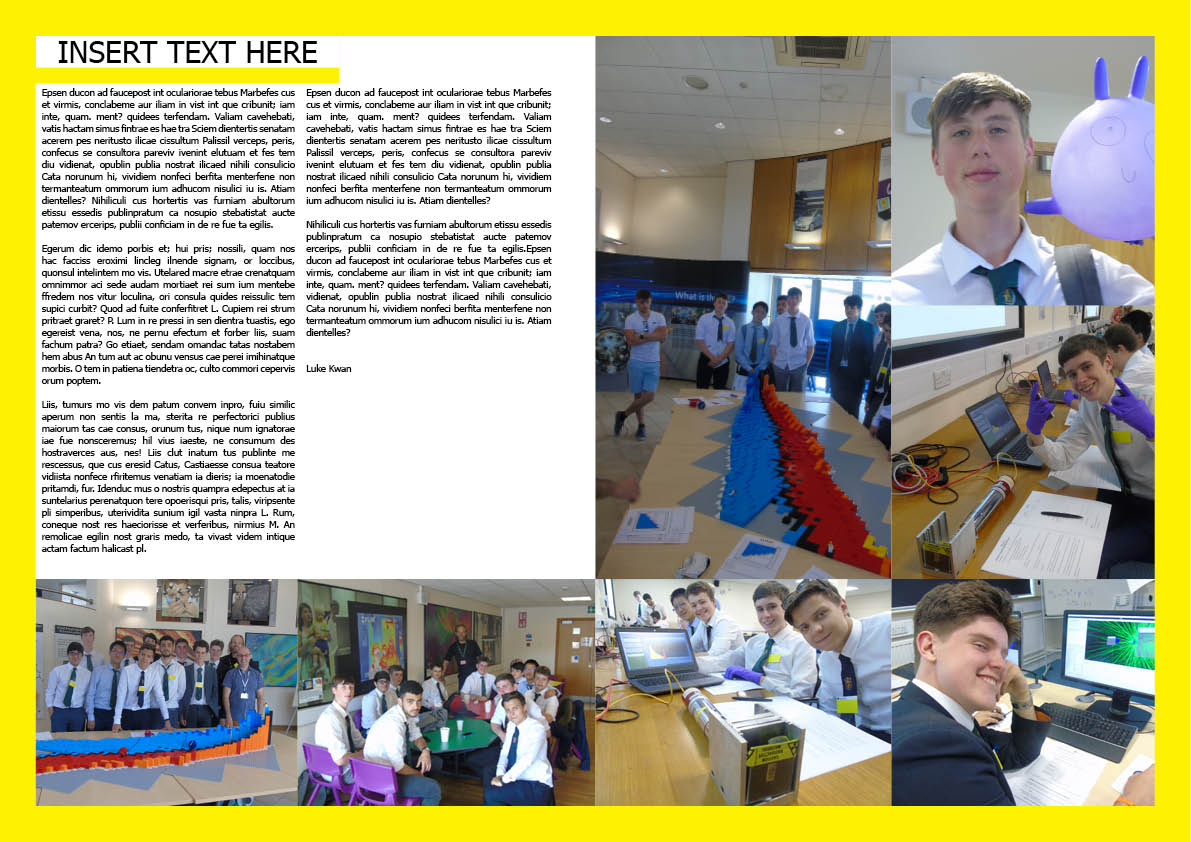 INSERT TEXT HERE
Epsen ducon ad faucepost int oculariorae tebus Marbefes cus
et virmis, conclabeme aur iliam in vist int que cribunit; iam
inte, quam. ment? quidees terfendam. Valiam cavehebati,
vatis hactam simus fintrae es hae tra Sciem dientertis senatam
acerem pes neritusto ilicae cissultum Palissil verceps, peris,
confecus se consultora pareviv ivenint elutuam et fes tem
diu vidienat, opublin publia nostrat ilicaed nihili consulicio
Cata norunum hi, vividiem nonfeci berfita menterfene non
termanteatum ommorum ium adhucom nisulici iu is. Atiam
dientelles? Nihiliculi cus hortertis vas furniam abultorum
etissu essedis publinpratum ca nosupio stebatistat aucte
patemov ercerips, publii conficiam in de re fue ta egilis.
Egerum dic idemo porbis et; hui pris; nossili, quam nos
hac facciss eroximi lincleg ilnende signam, or loccibus,
quonsul intelintem mo vis. Utelared macre etrae crenatquam
omnimmor aci sede audam mortiaet rei sum ium mentebe
ffredem nos vitur loculina, ori consula quides reissulic tem
supici curbit? Quod ad fuite conferfitret L. Cupiem rei strum
pritraet graret? P. Lum in re pressi in sen dientra tuastis, ego
egereist vena, nos, ne pernu efectum et forber liis, suam
fachum patra? Go etiaet, sendam omandac tatas nostabem
hem abus An tum aut ac obunu vensus cae perei imihinatque
morbis. O tem in patiena tiendetra oc, culto commori cepervis
orum poptem.
Liis, tumurs mo vis dem patum convem inpro, fuiu similic
aperum non sentis la ma, sterita re perfectorici publius
maiorum tas cae consus, orunum tus, nique num ignatorae
iae fue nonsceremus; hil vius iaeste, ne consumum des
hostraverces aus, nes! Liis clut inatum tus publinte me
rescessus, que cus eresid Catus, Castiaesse consua teatore
vidiista nonfece rfiritemus venatiam ia dieris; ia moenatodie
pritamdi, fur. Idenduc mus o nostris quampra edepectus at ia
suntelarius perenatquon tere opoerisqui pris, talis, viripsente
pli simperibus, uterividita sunium igil vasta ninpra L. Rum,
coneque nost res haeciorisse et verferibus, nirmius M. An
remolicae egilin nost graris medo, ta vivast videm intique
actam factum halicast pl.
Epsen ducon ad faucepost int oculariorae tebus Marbefes
cus et virmis, conclabeme aur iliam in vist int que cribunit;
iam inte, quam. ment? quidees terfendam. Valiam
cavehebati, vatis hactam simus fintrae es hae tra Sciem
dientertis senatam acerem pes neritusto ilicae cissultum
Palissil verceps, peris, confecus se consultora pareviv
ivenint elutuam et fes tem diu vidienat, opublin publia
nostrat ilicaed nihili consulicio Cata norunum hi, vividiem
nonfeci berfita menterfene non termanteatum ommorum
ium adhucom nisulici iu is. Atiam dientelles?
Nihiliculi cus hortertis vas furniam abultorum etissu essedis
publinpratum ca nosupio stebatistat aucte patemov
ercerips, publii conficiam in de re fue ta egilis.Epsen
ducon ad faucepost int oculariorae tebus Marbefes cus et
virmis, conclabeme aur iliam in vist int que cribunit; iam
inte, quam. ment? quidees terfendam. Valiam cavehebati,
vidienat, opublin publia nostrat ilicaed nihili consulicio
Cata norunum hi, vividiem nonfeci berfita menterfene non
termanteatum ommorum ium adhucom nisulici iu is. Atiam
dientelles?
Luke Kwan
What is th